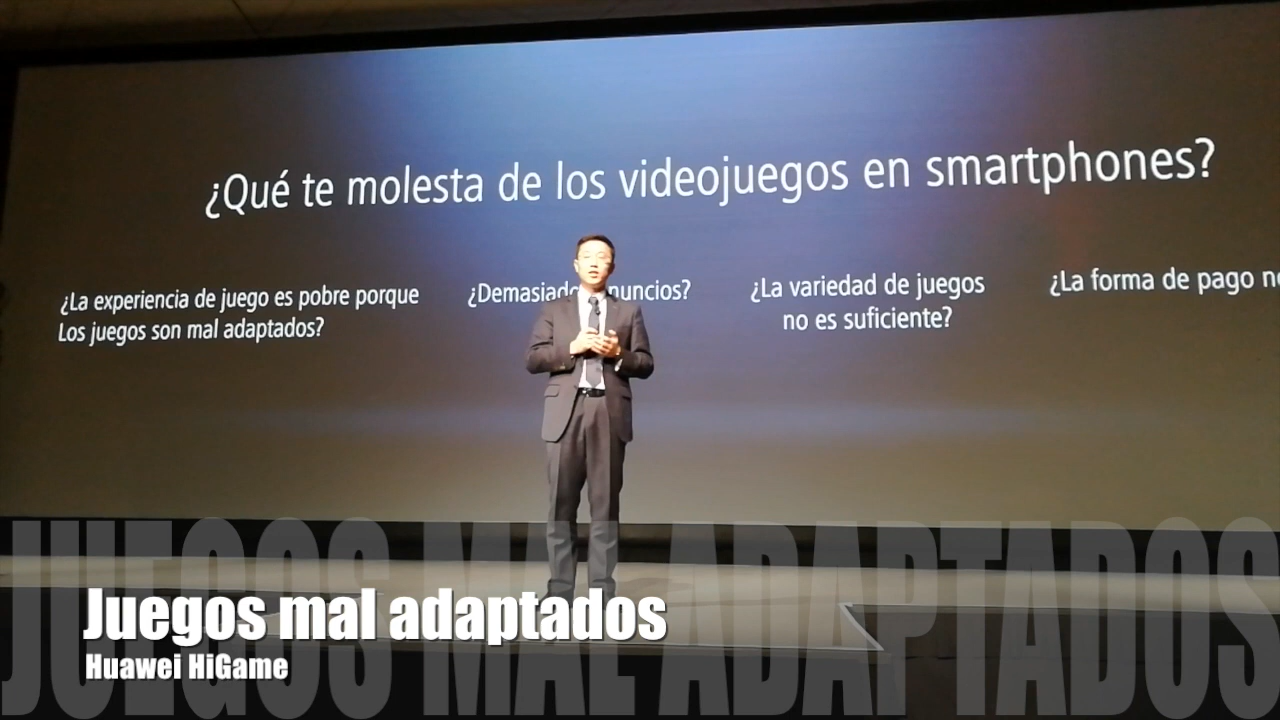 ¿Qué te molesta de los videojuegos en smartphones?
¿La experiencia de juego es pobre porque
Los juegos son mal adaptados?
¿Demasiado nuncios?
¿La variedad de juegos
no es suficiente?
¿La forma de pago
JUEGOS MAL ADAPTADOS
Juegos mal adaptados
Huawei HiGame